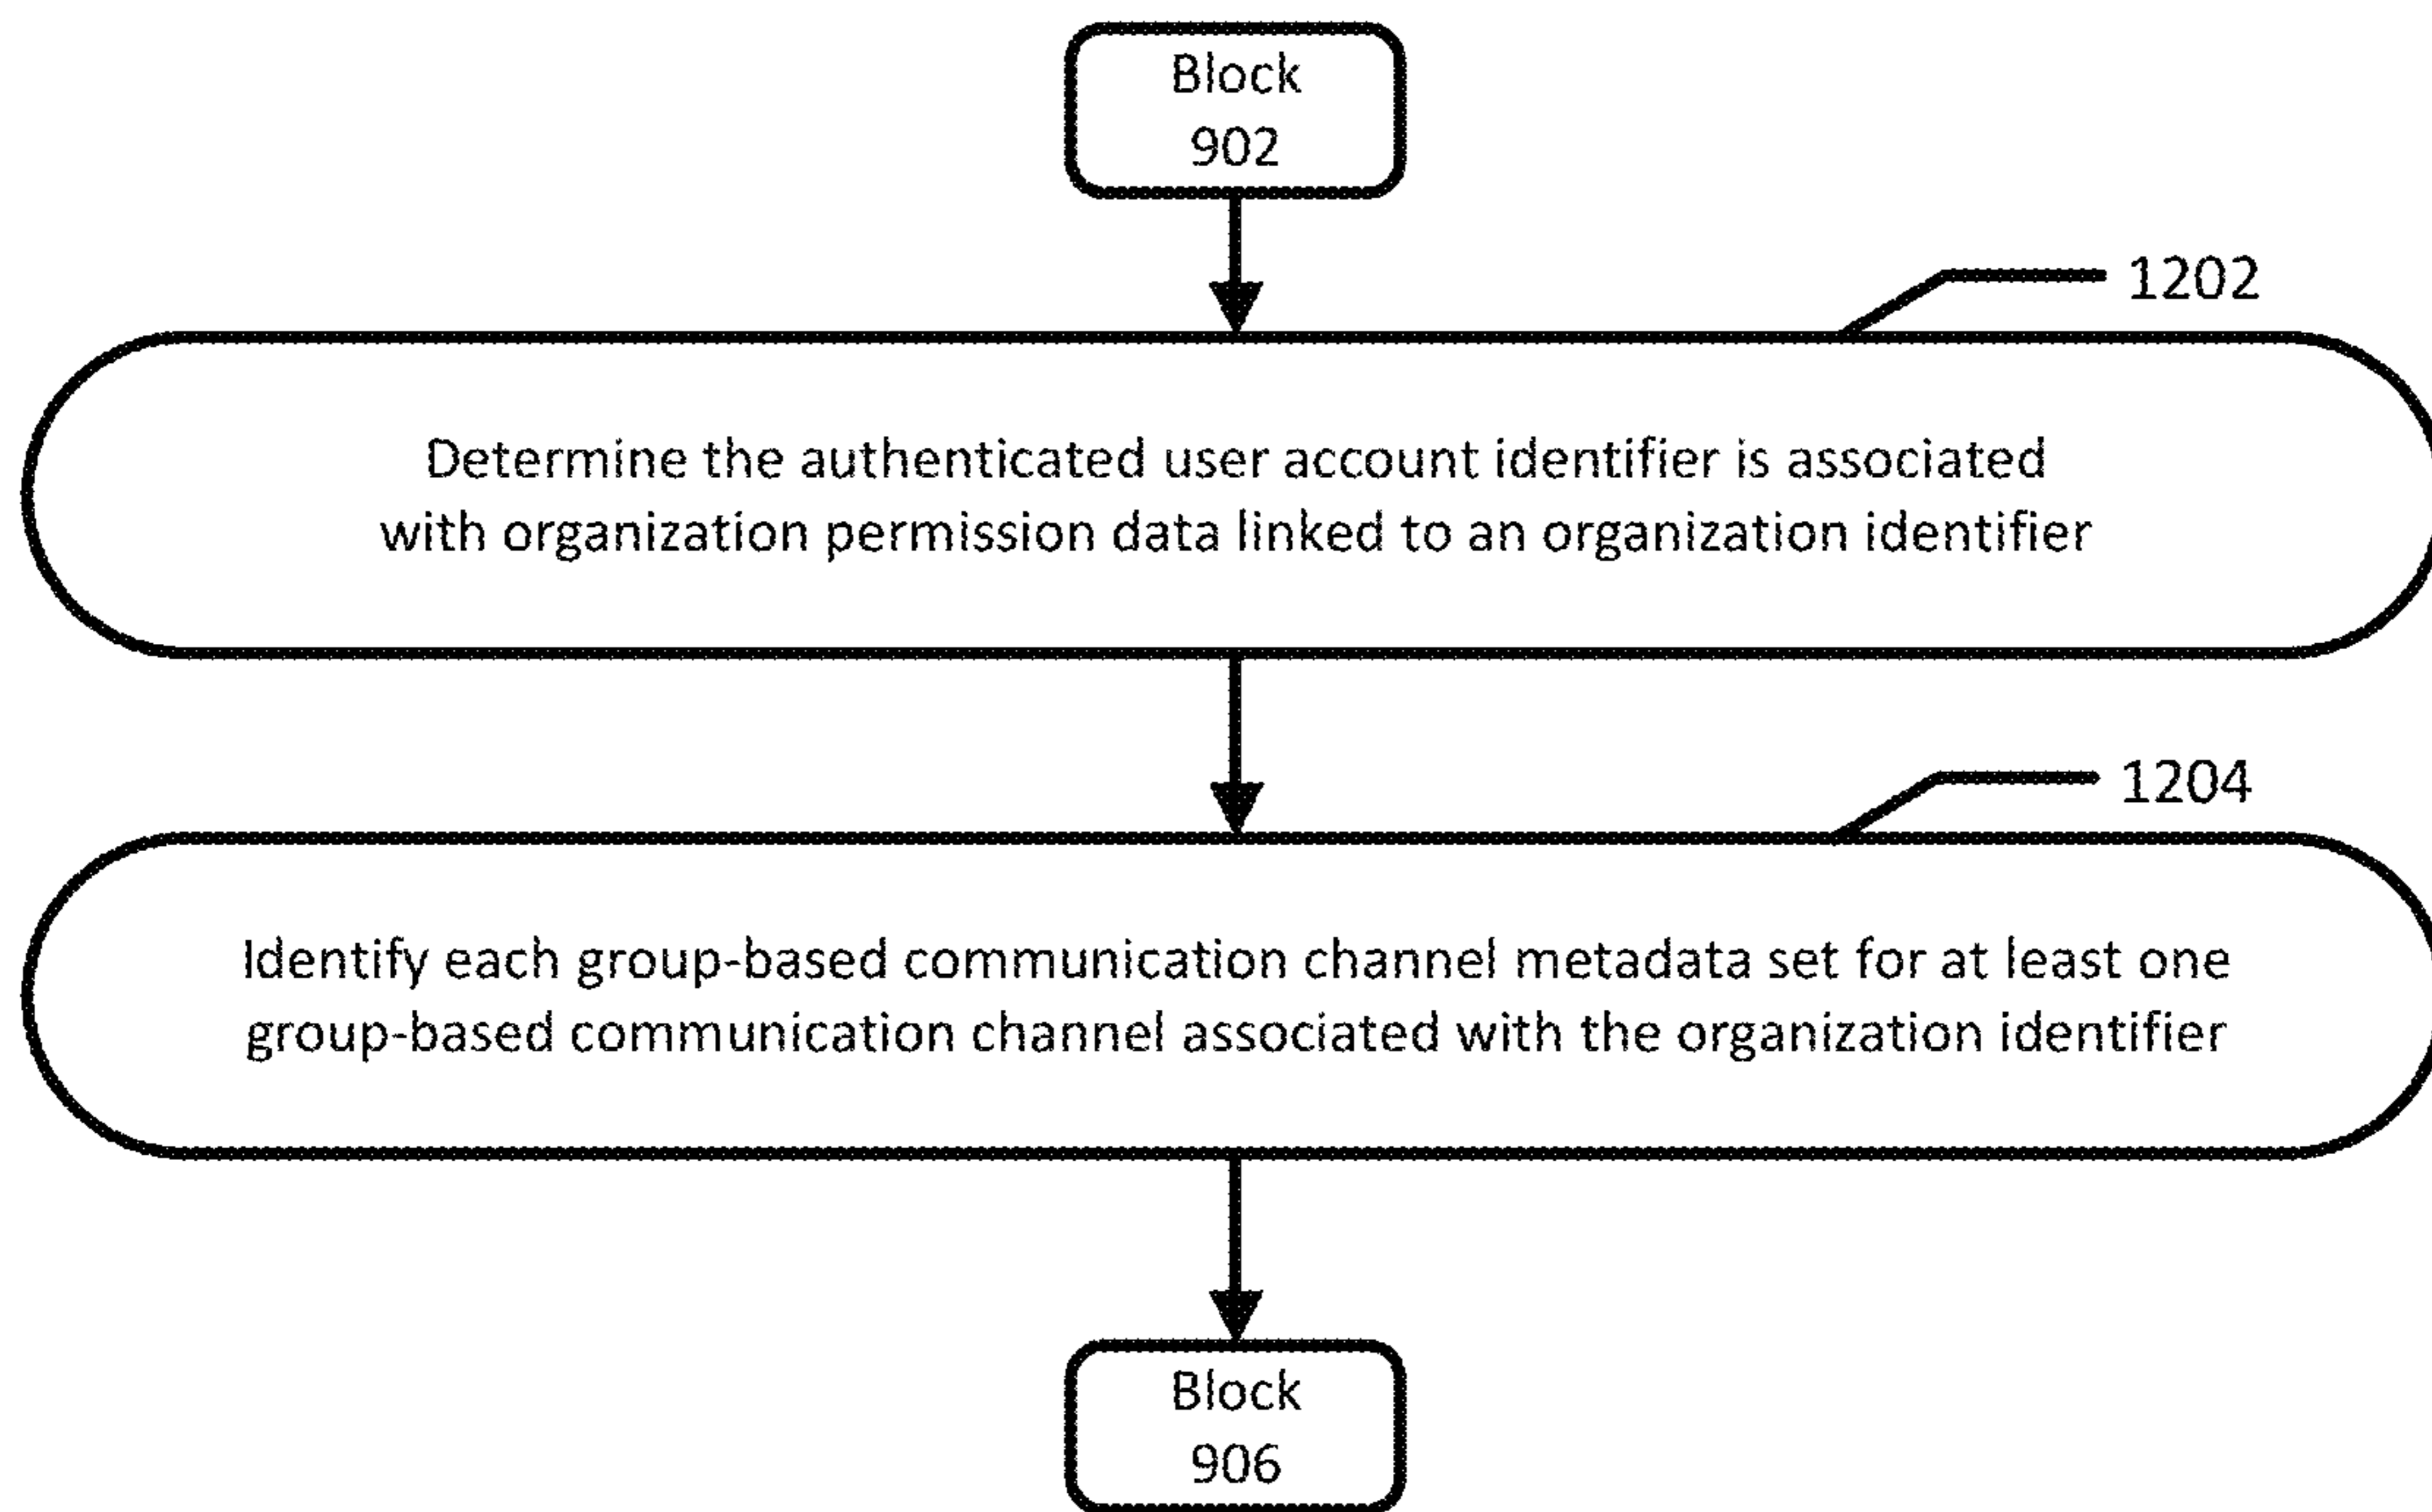 Block
902
1202
Determine the authenticated user account identifier is associated
with organization permission data linked to an organization identifier
1204
Identify each group-based communication channel metadata set for at least one
group-based communication channel associated with the organization identifier
Block
906